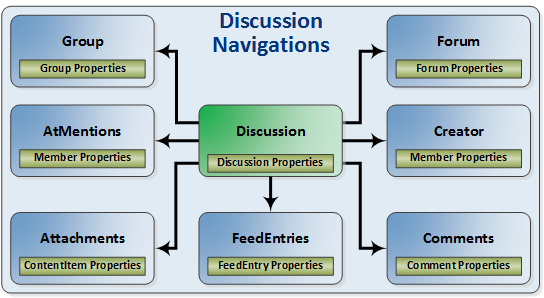 Discussion
Navigations
Group
Group Properties
Forum
Forum Properties
AtMentions
Member Properties
Discussion
Discussion Properties
Creator
Member Properties
Attachments
ContentItem Properties
FeedEntries
FeedEntry Properties
Comments
Comment Properties